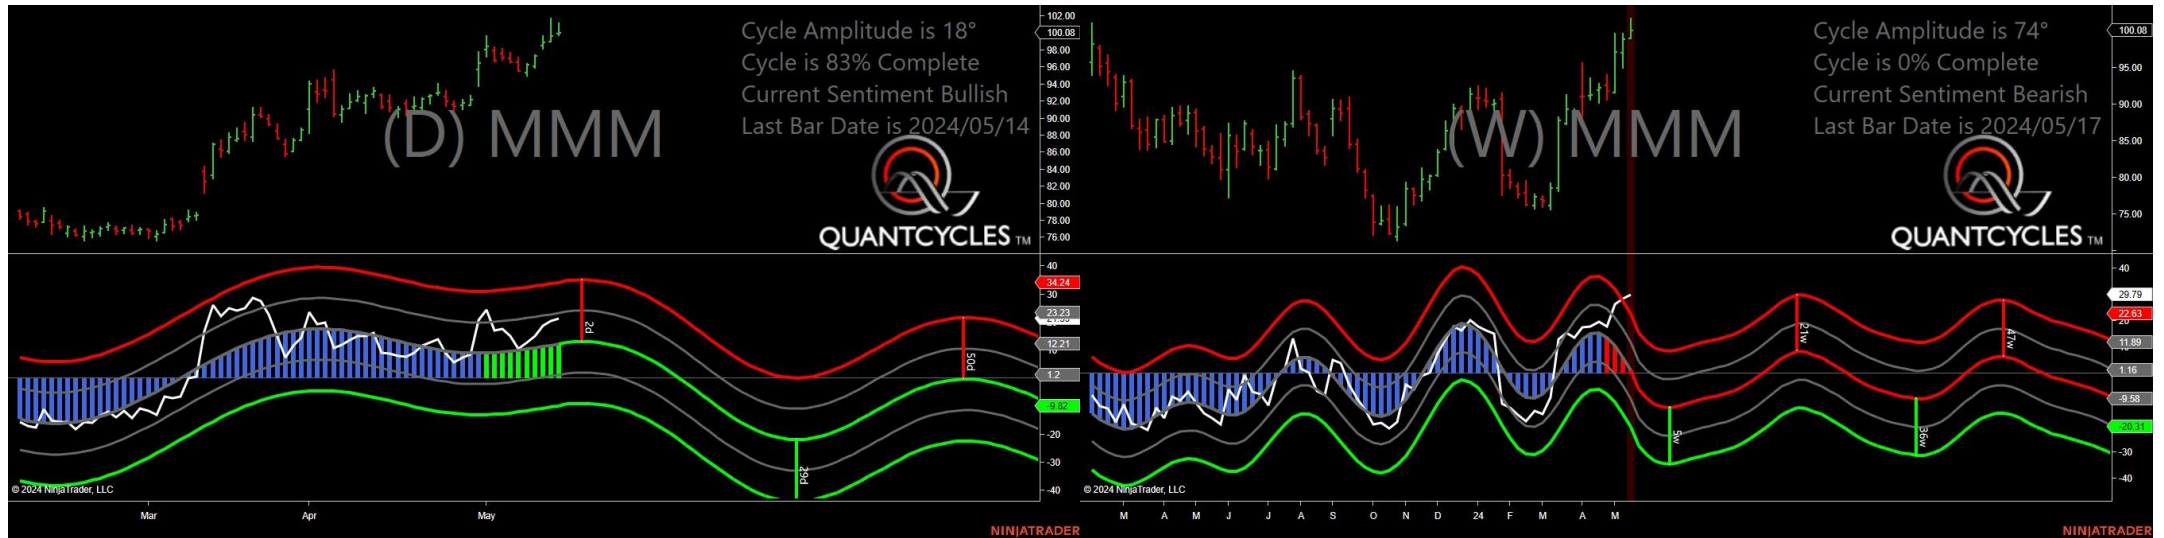 Cycle Amplitude is 18°
Cycle is 83% Complete
Current Sentiment Bullish
Last Bar Date is 2024/05/14
(D) MMM
QUANTCYCLES TM
102.00
100.08
98.00
96.00
94.00
92.00
90.00
88.00
86.00
84.00
82.00
80.00
78.00
76.00
40
34.24
30
23.23
12.21
1.2
-9.82
-20
-30
-40
2d
29d
50d
© 2024 NinjaTrader, LLC
Mar
Apr
May
NINJATRADER
Cycle Amplitude is 74°
Cycle is 0% Complete
Current Sentiment Bearish
Last Bar Date is 2024/05/17
(W) MMM
QUANTCYCLES TM
100.08
95.00
90.00
85.00
80.00
75.00
40
29.79
22.63
11.89
1.16
-9.58
-20.31
-30
-40
5w
21w
36w
47w
© 2024 NinjaTrader, LLC
M A M J J A S O N D 24 F M A M
NINJATRADER